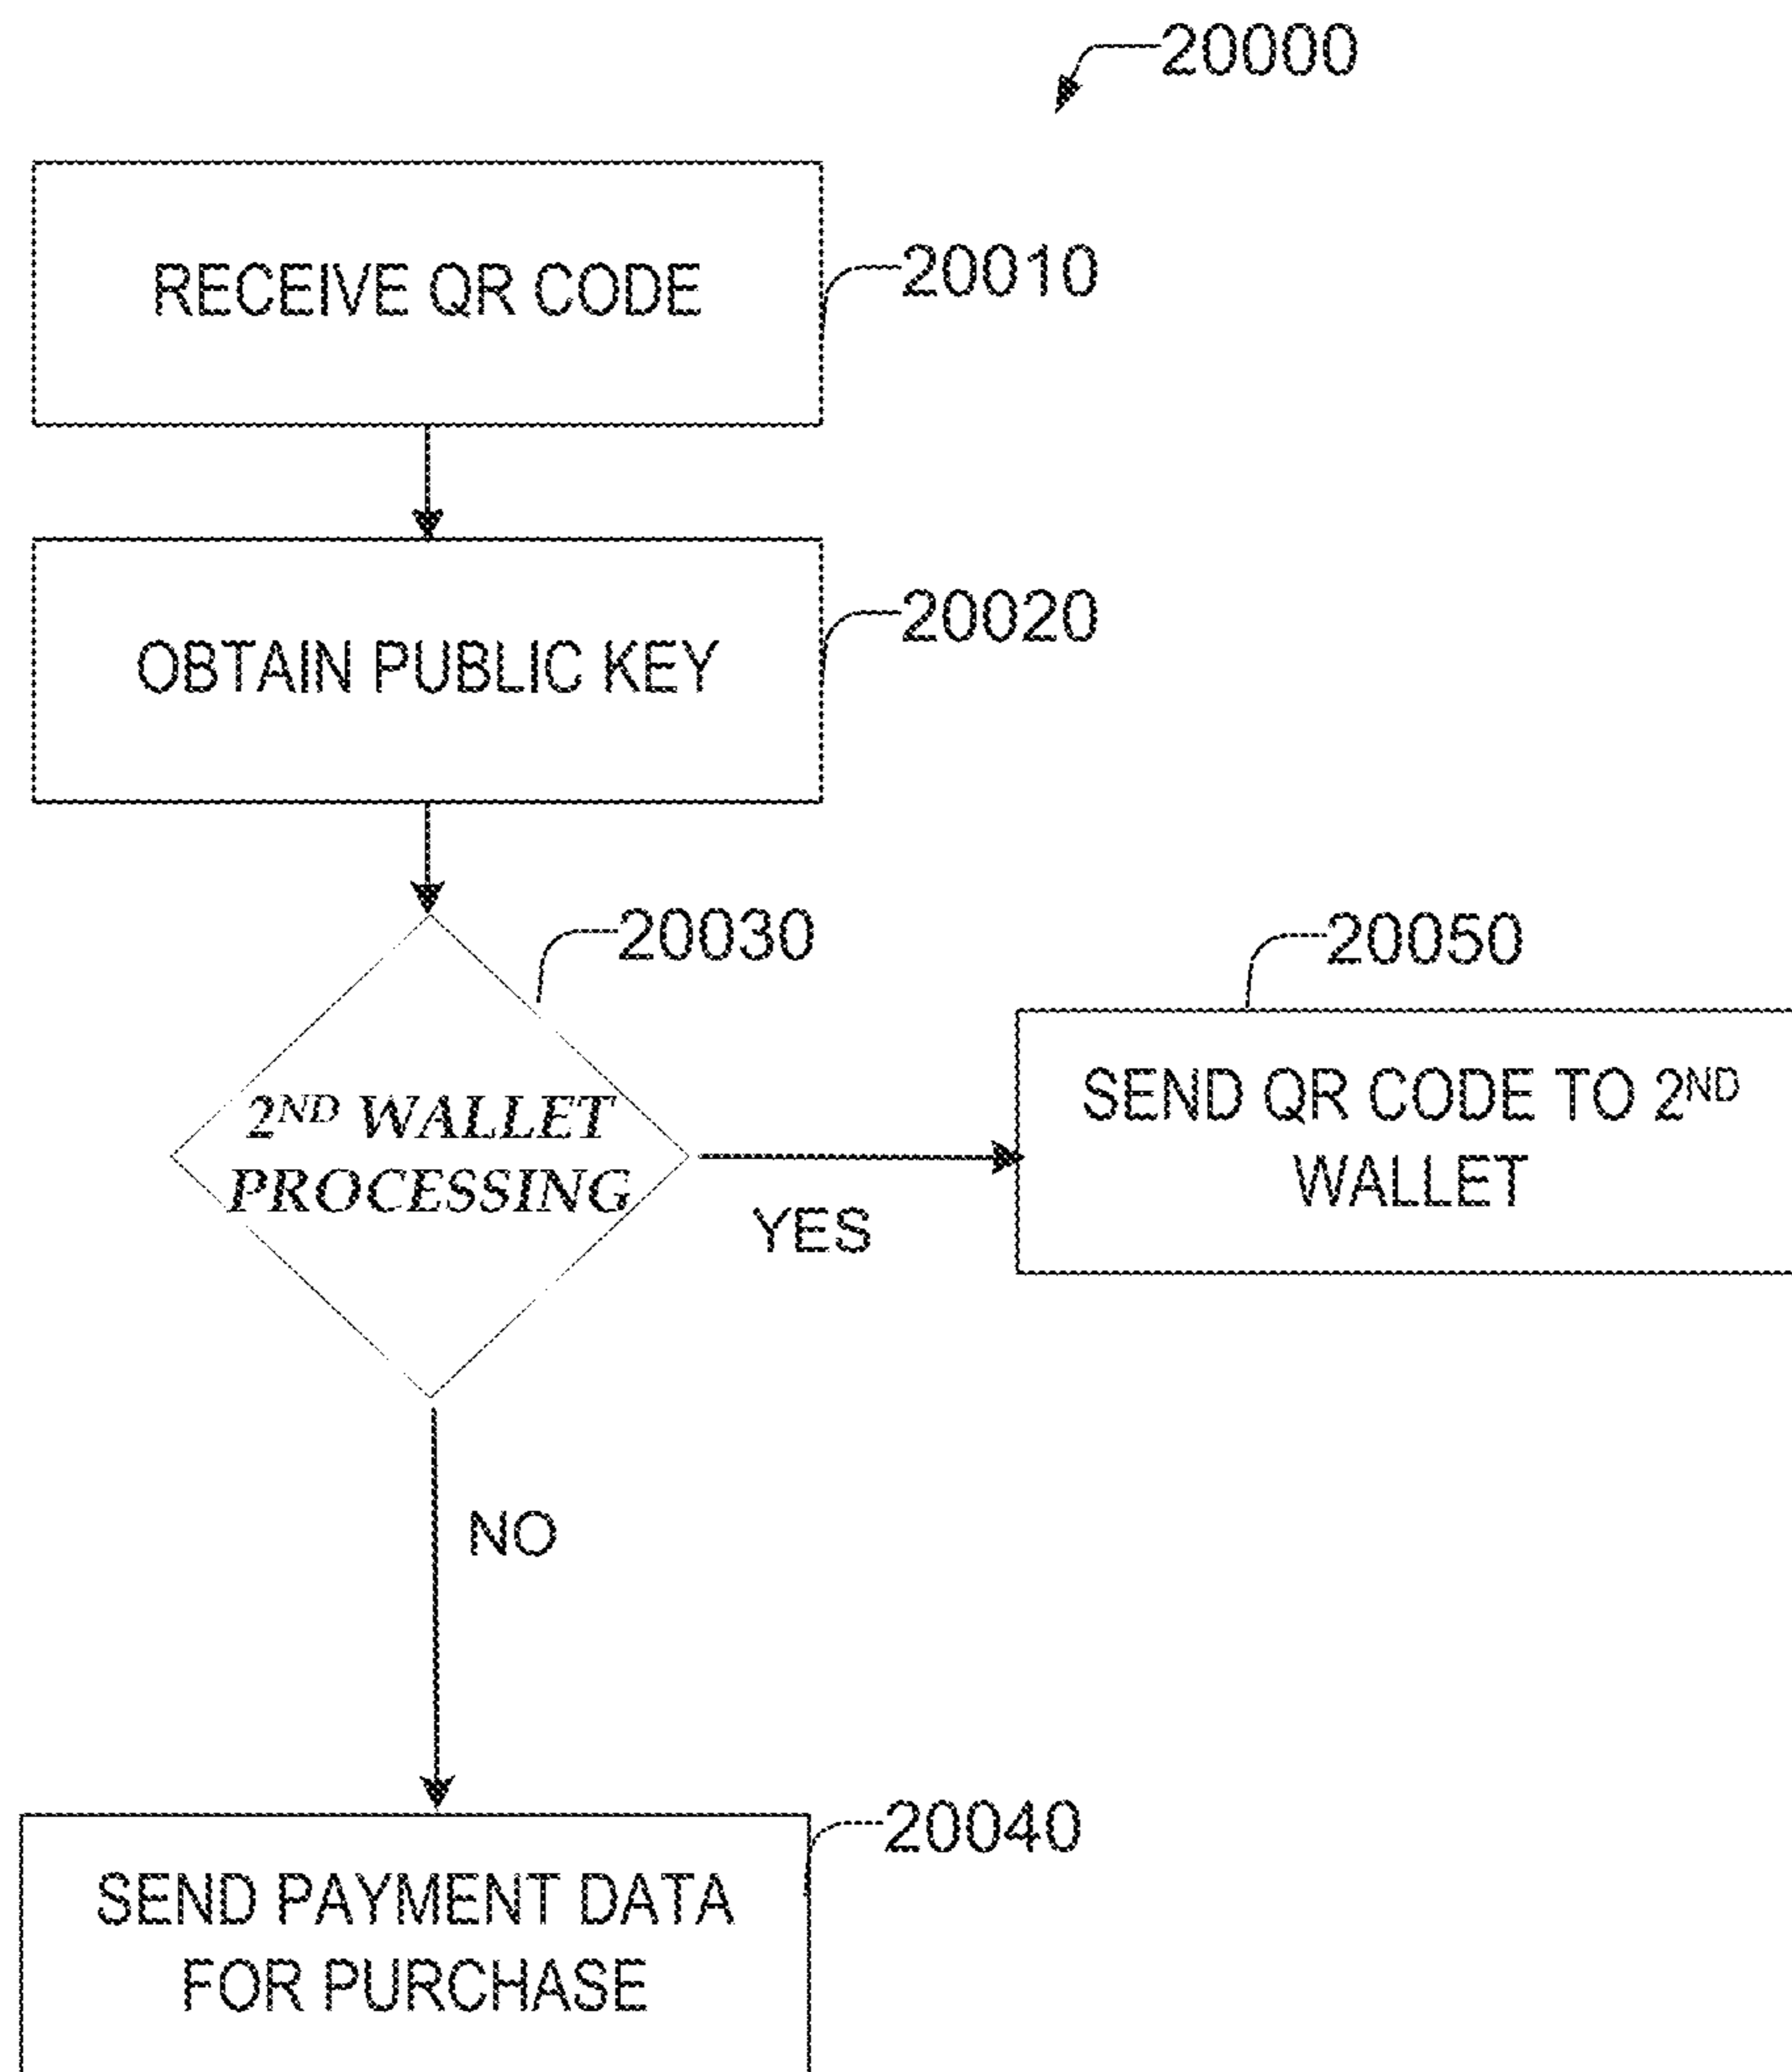 20000
RECEIVE QR CODE
20010
OBTAIN PUBLIC KEY
20020
20030
2ND WALLET
PROCESSING
YES
20050
SEND QR CODE TO 2ND
WALLET
NO
20040
SEND PAYMENT DATA
FOR PURCHASE